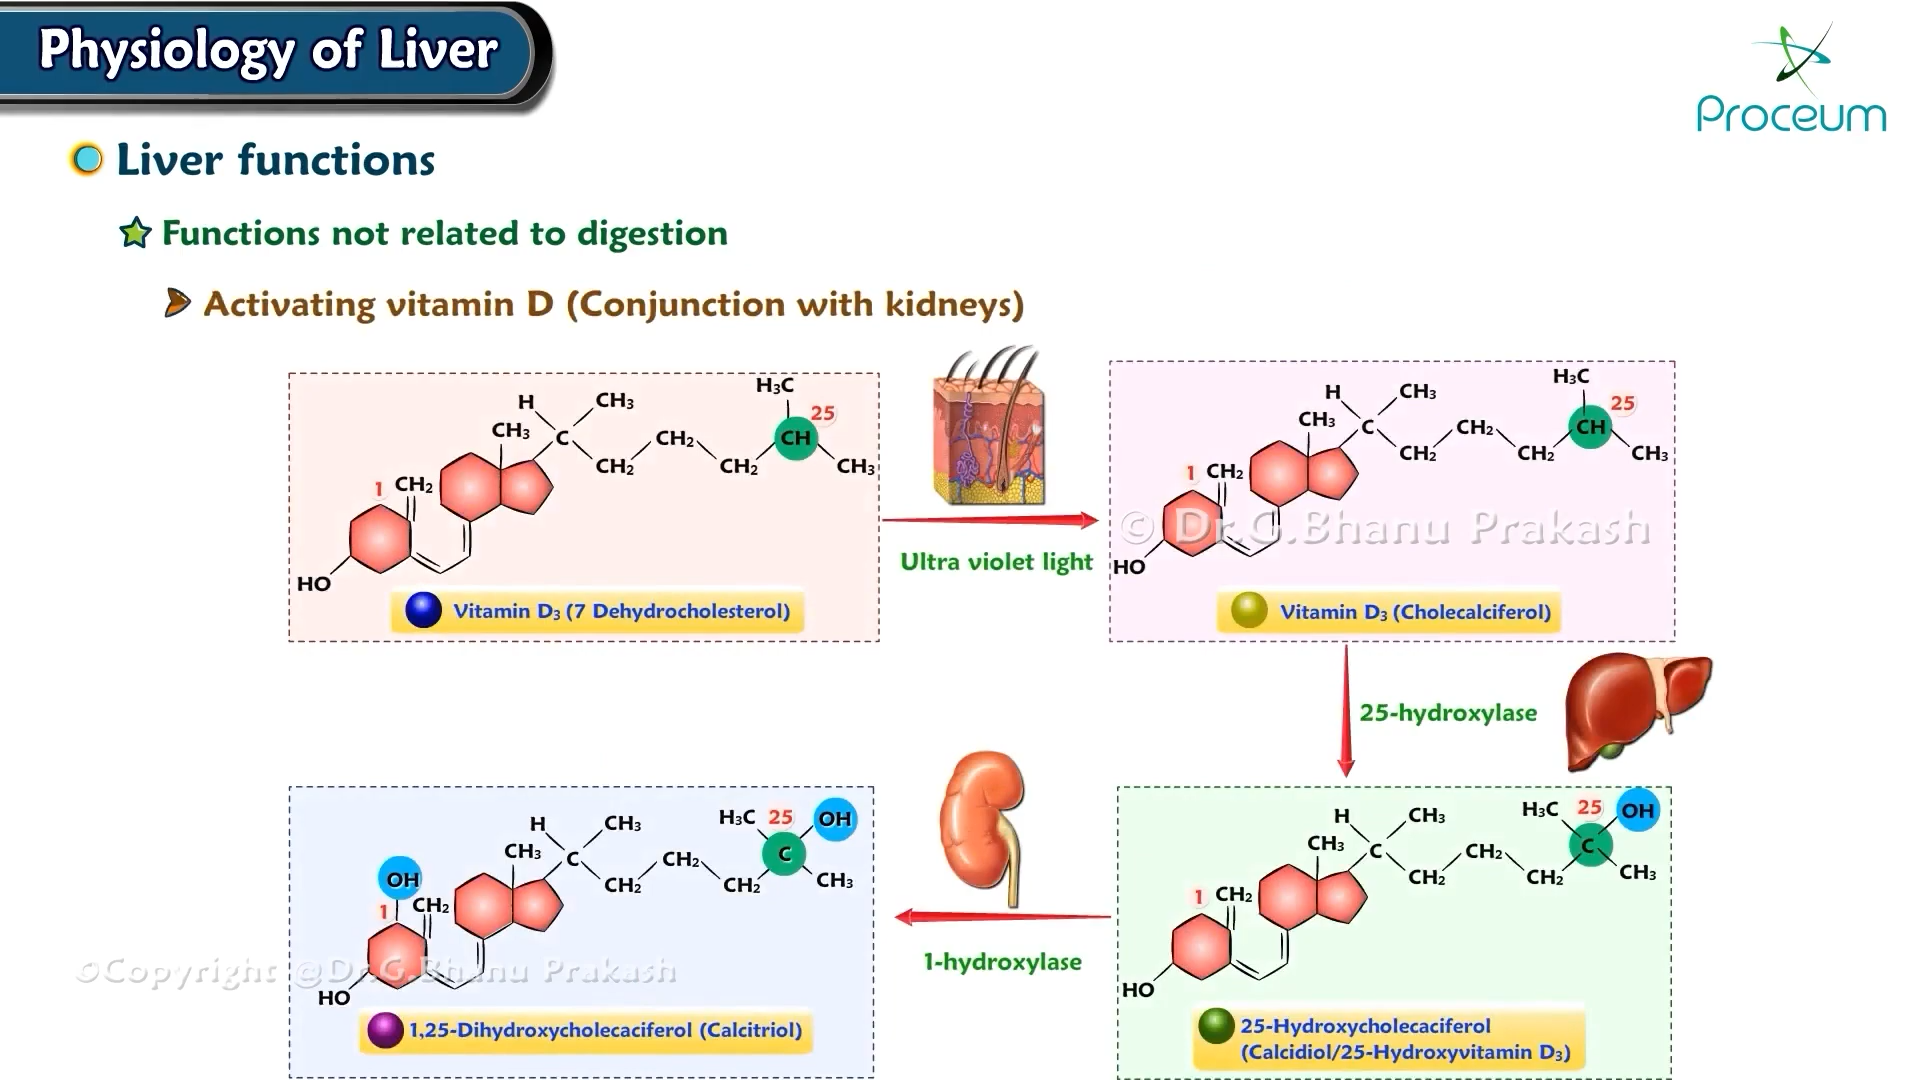 Physiology of Liver
Proceum
Liver functions
Functions not related to digestion
Activating vitamin D (Conjunction with kidneys)
H₃C
25
H
CH₃
CH₃
C
CH₂
CH
CH₂
CH₂
CH₃
1
CH₂
HO
Vitamin D₃ (7 Dehydrocholesterol)
Ultra violet light
H₃C
25
H
CH₃
CH₃
C
CH₂
CH
CH₂
CH₂
CH₃
1
CH₂
© Dr.G.Bhanu Prakash
HO
Vitamin D₃ (Cholecalciferol)
25-hydroxylase
H₃C
25
OH
H
CH₃
CH₃
C
CH₂
C
CH₂
CH₂
CH₃
1
CH₂
HO
25-Hydroxycholecaciferol
(Calcidiol/25-Hydroxyvitamin D₃)
1-hydroxylase
H₃C
25
OH
H
CH₃
CH₃
C
CH₂
C
CH₂
CH₂
CH₃
OH
1
CH₂
©Copyright @Dr.G.Bhanu Prakash
HO
1,25-Dihydroxycholecaciferol (Calcitriol)